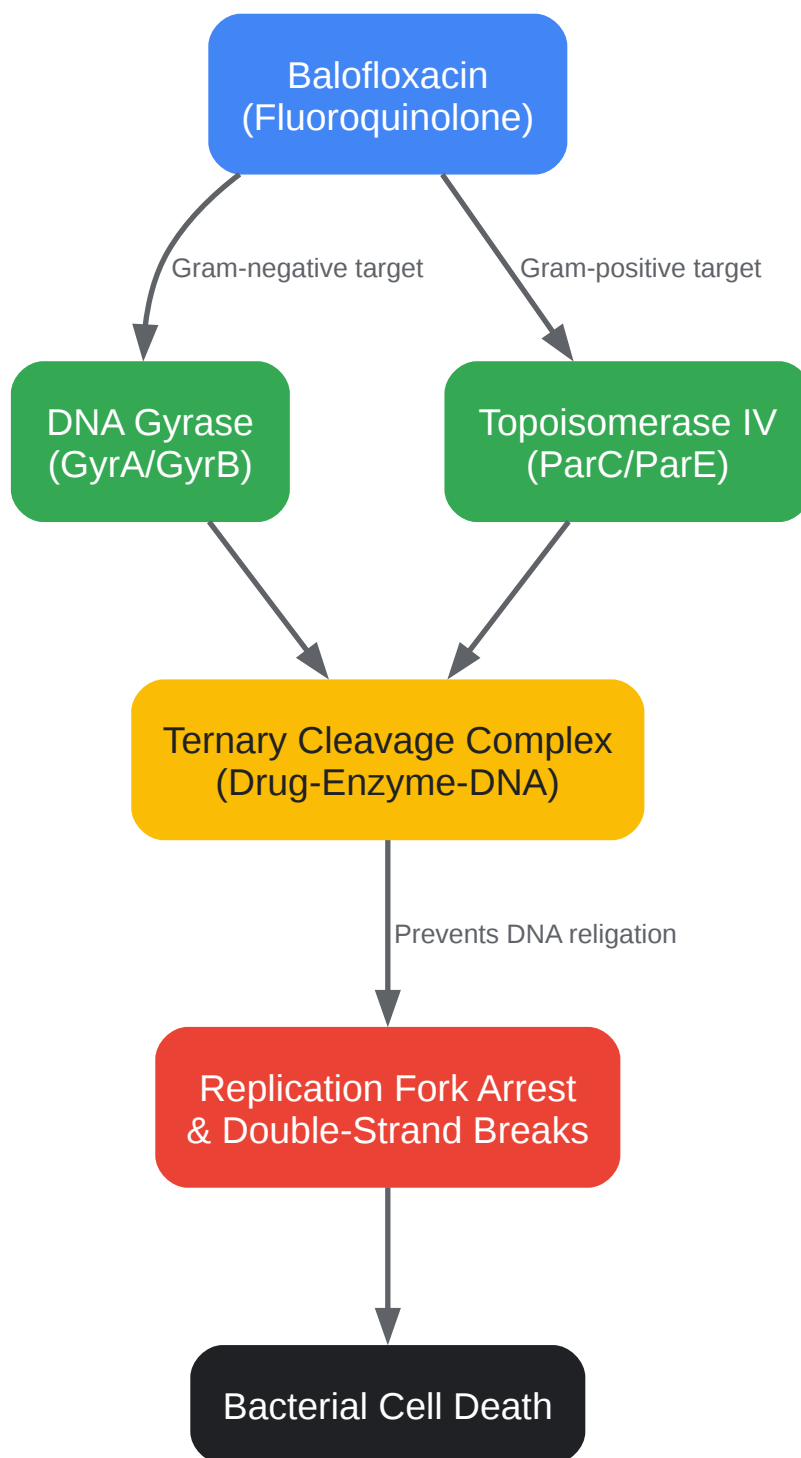 Balofloxacin
(Fluoroquinolone)
Gram-negative target
Gram-positive target
DNA Gyrase
(GyrA/GyrB)
Topoisomerase IV
(ParC/ParE)
Ternary Cleavage Complex
(Drug-Enzyme-DNA)
Prevents DNA religation
Replication Fork Arrest
& Double-Strand Breaks
Bacterial Cell Death